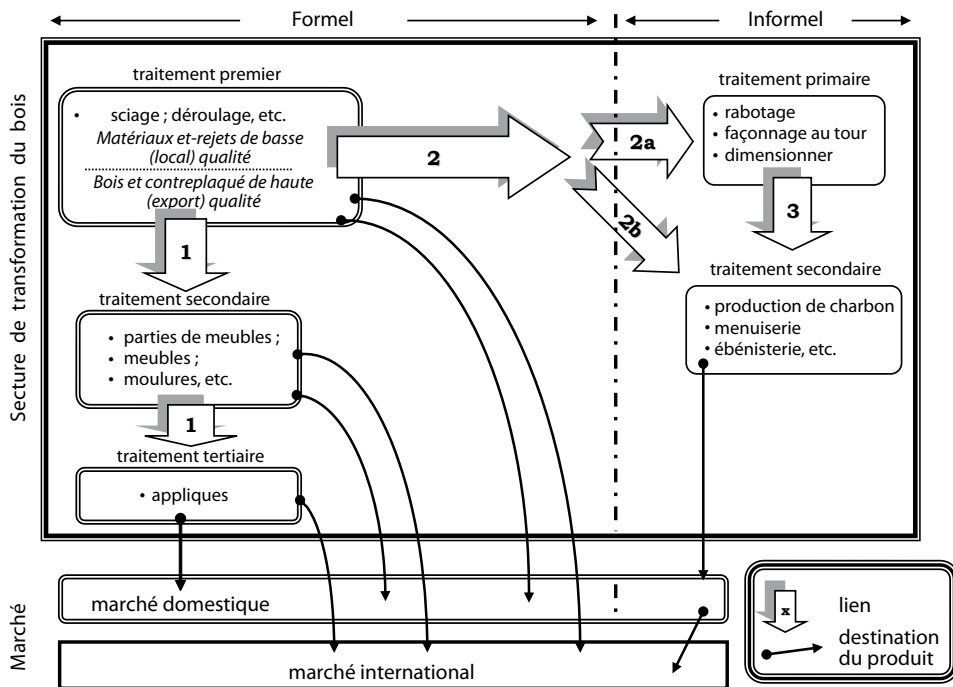 Formel
Informel
Secture de transformation du bois
traitement premier
• sciage ; déroulage, etc.
Matériaux et-rejets de basse
(local) qualité
Bois et contreplaqué de haute
(export) qualité
2
2a
2b
traitement primaire
• rabotage
• façonnage au tour
• dimensionner
3
1
traitement secondaire
• parties de meubles ;
• meubles ;
• moulures, etc.
traitement secondaire
• production de charbon
• menuiserie
• ébénisterie, etc.
1
traitement tertiaire
• appliques
Marché
marché domestique
marché international
x
lien
destination
du produit